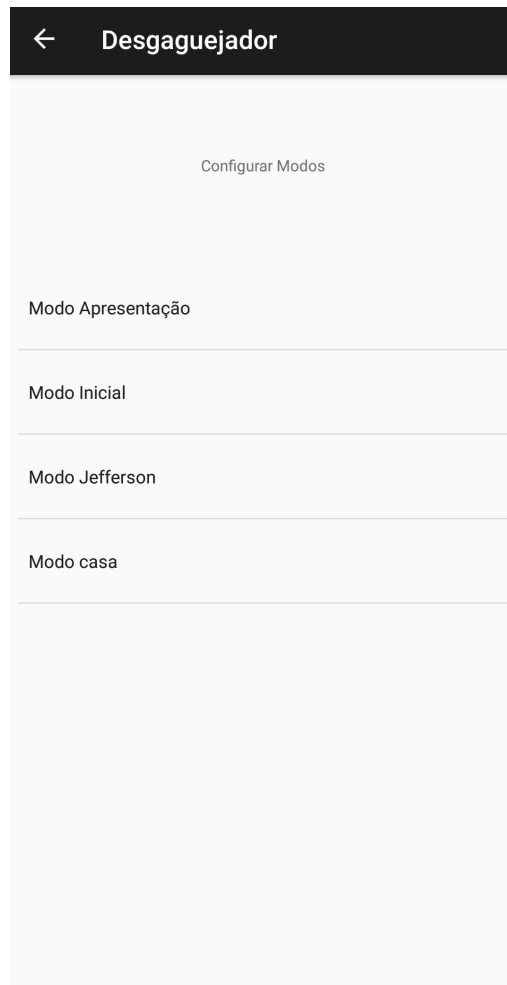 Desgaguejador
Configurar Modos
Modo Apresentação
Modo Inicial
Modo Jefferson
Modo casa